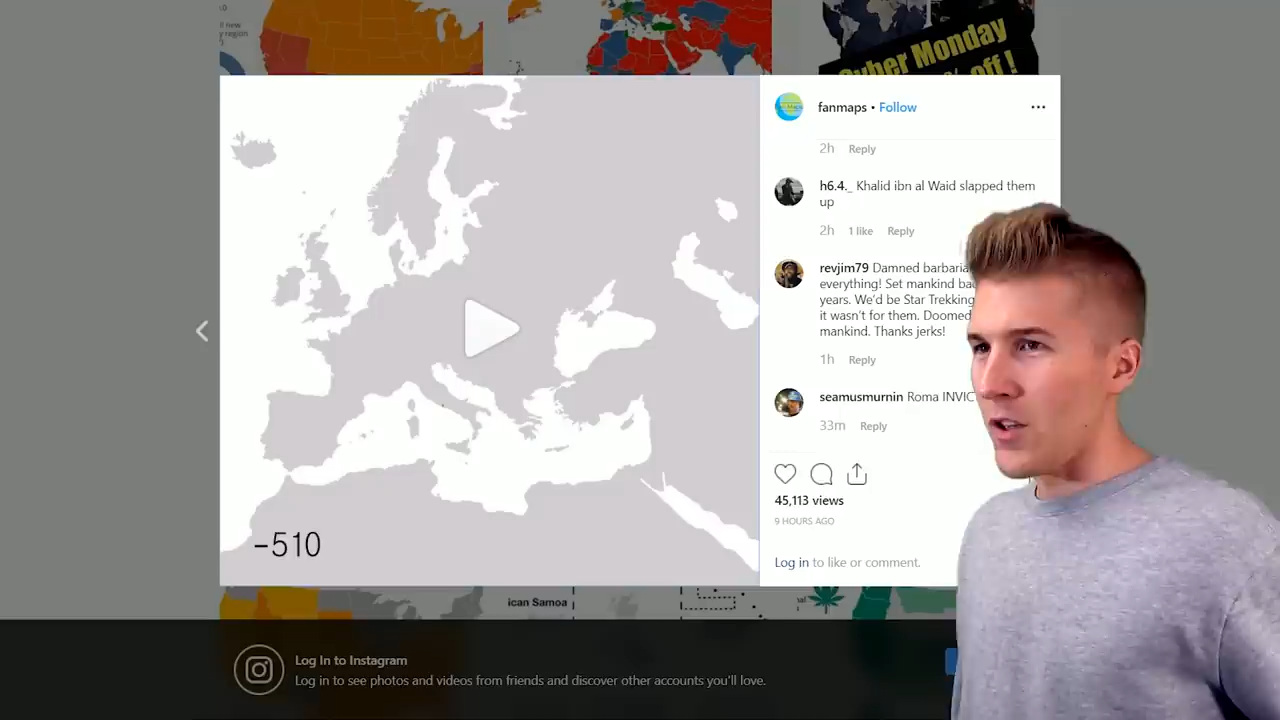 l new
y region
Cyber Monday
off !
fanmaps • Follow
2h Reply
h6.4._ Khalid ibn al Waid slapped them
up
2h 1 like Reply
revjim79 Damned
everything! Set mankind
years. We'd be Star Trekking
it wasn't for them. Doomed
mankind. Thanks jerks!
1h Reply
seamusmurnin Roma
33m Reply
-510
45,113 views
9 HOURS AGO
Log in to like or comment.
ican Samoa
Log In to Instagram
Log in to see photos and videos from friends and discover other accounts you'll love.